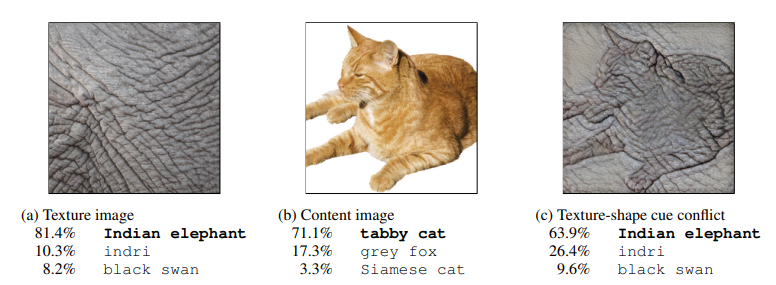 (a) Texture image
81.4% Indian elephant
10.3% indri
8.2% black swan
(b) Content image
71.1% tabby cat
17.3% grey fox
3.3% Siamese cat
(c) Texture-shape cue conflict
63.9% Indian elephant
26.4% indri
9.6% black swan